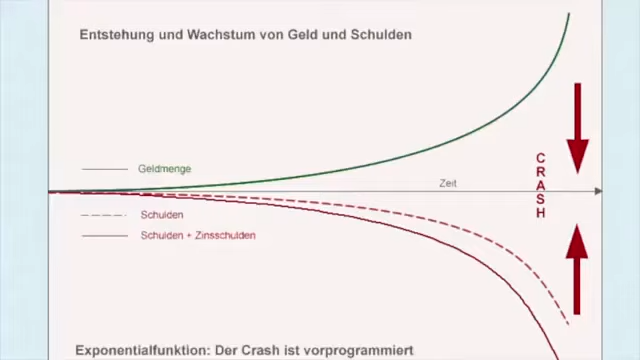 Entstehung und Wachstum von Geld und Schulden
Geldmenge
Zeit
CRASH
Schulden
Schulden + Zinsschulden
Exponentialfunktion: Der Crash ist vorprogrammiert